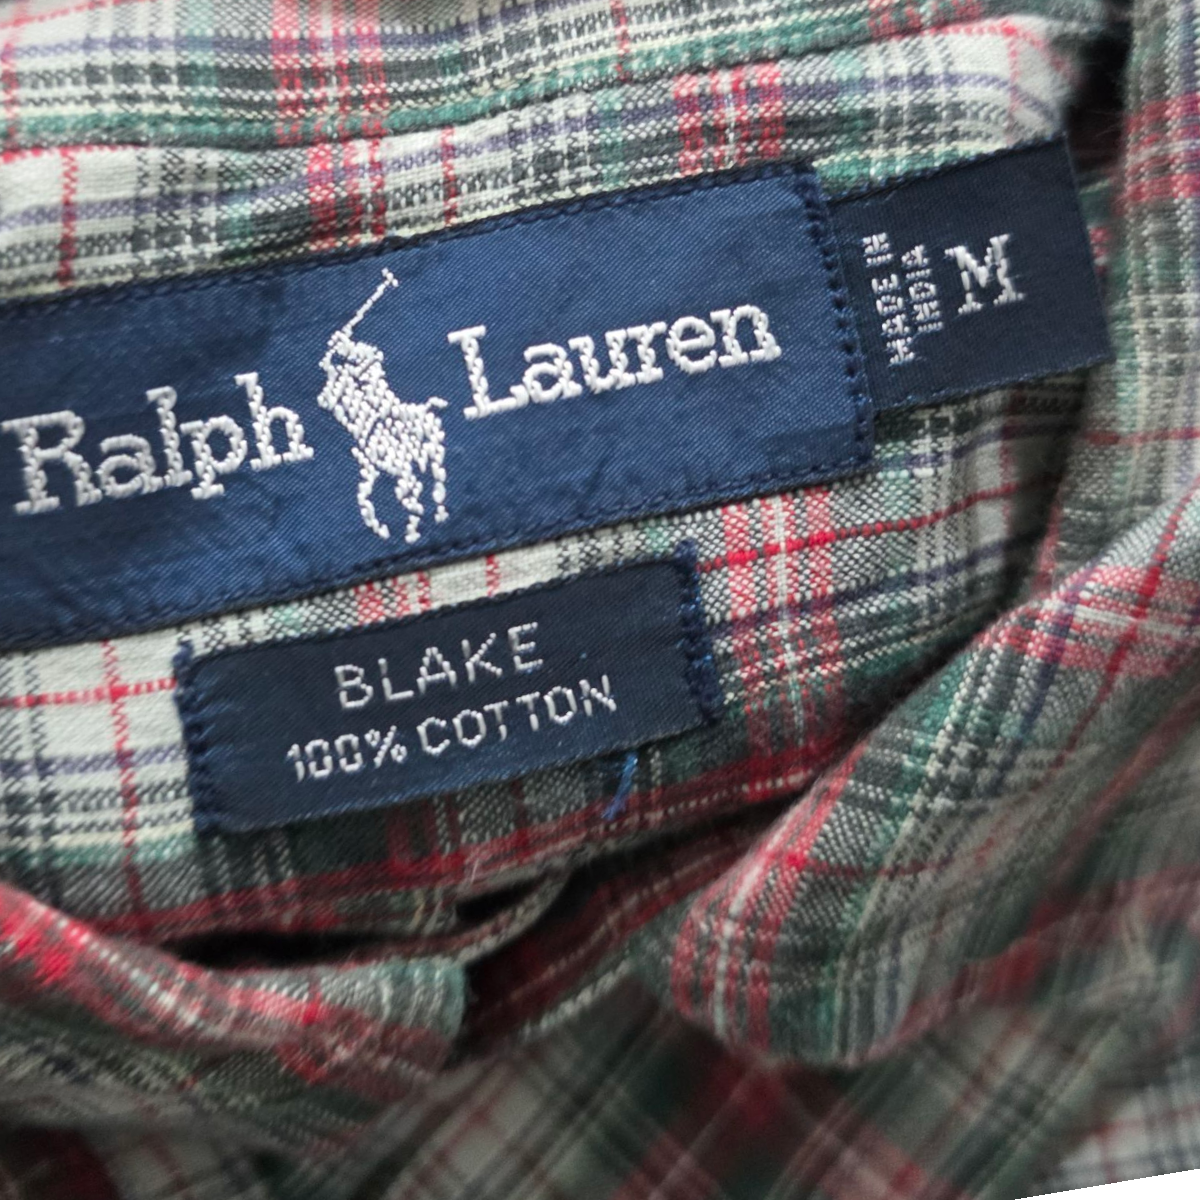 Ralph Lauren
MADE IN
INDIA
M
BLAKE
100% COTTON